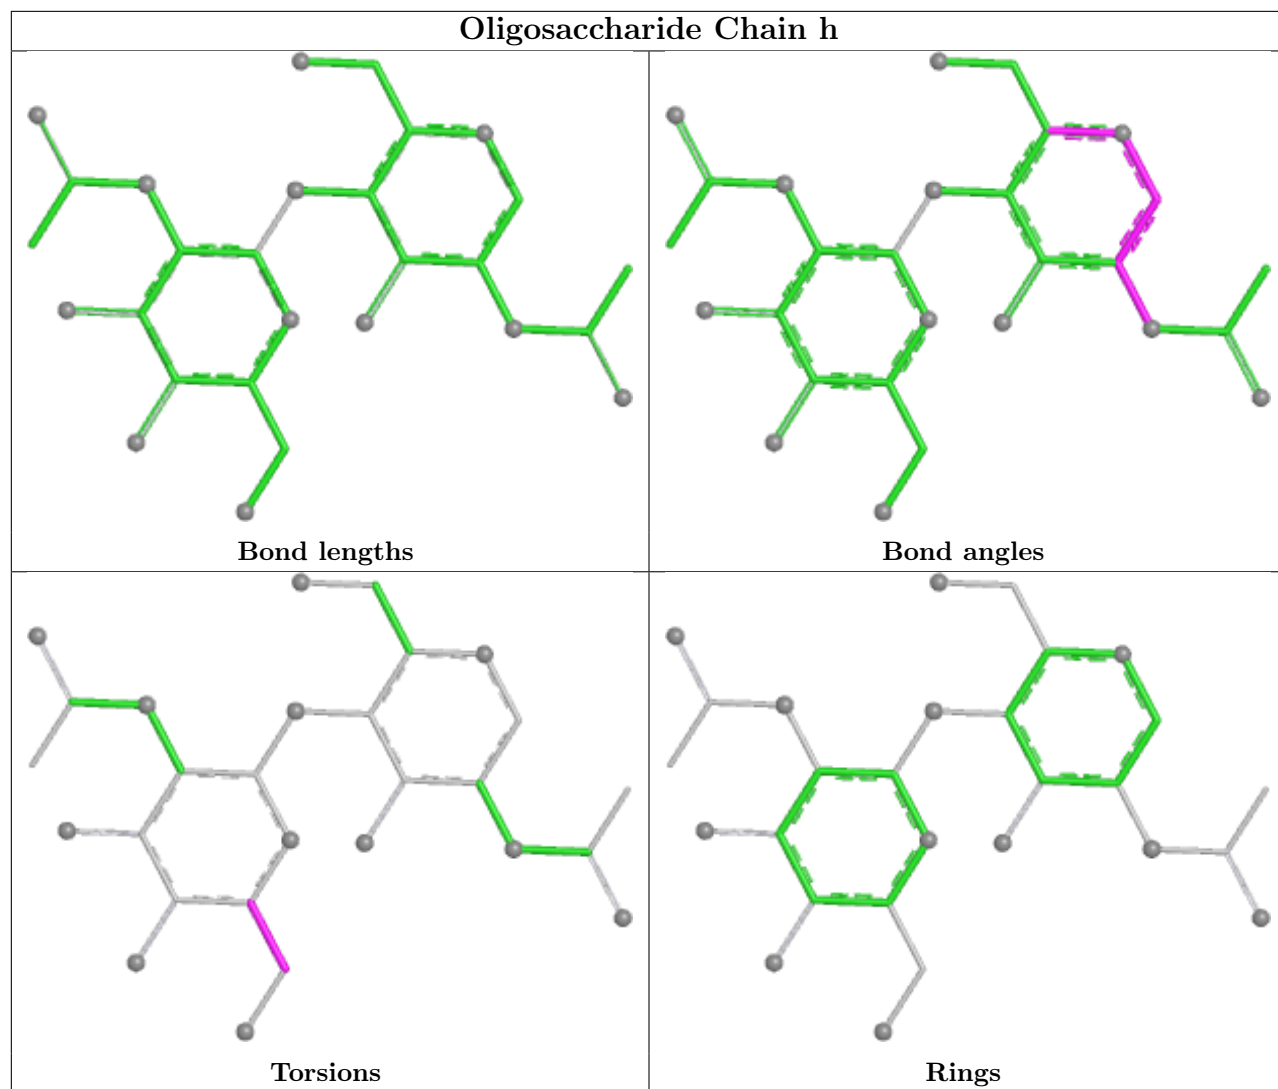 Oligosaccharide Chain h
Bond lengths
Bond angles
Torsions
Rings